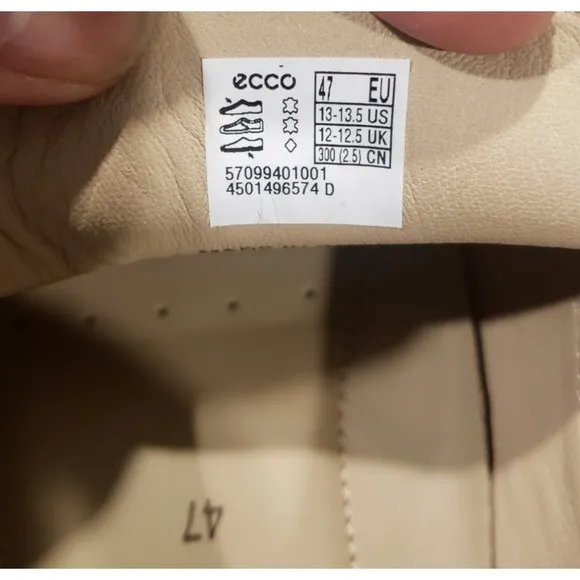 ecco
47 EU
13-13.5 US
12-12.5 UK
300 (2.5) CN
57099401001
4501496574 D
47